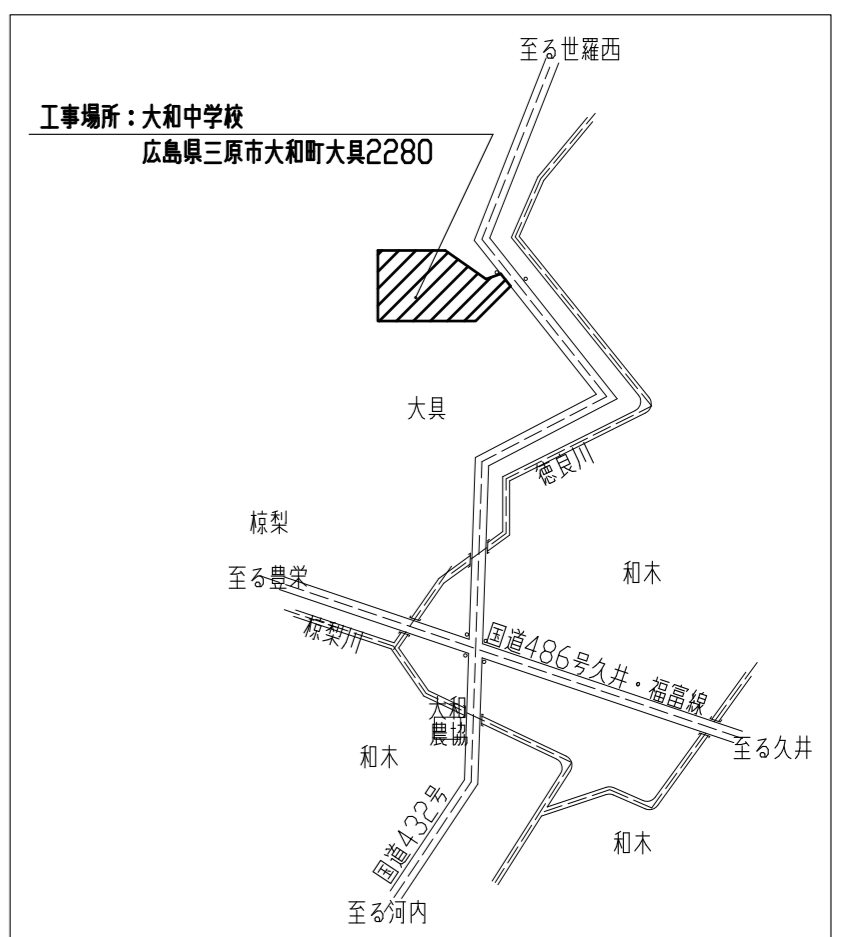 至る世羅西
工事場所：大和中学校
広島県三原市大和町大具2280
大具
徳良川
椋梨
至る豊栄
和木
椋梨川
国道486号久井・福富線
大和
農協
和木
至る久井
国道432号
和木
至る河内